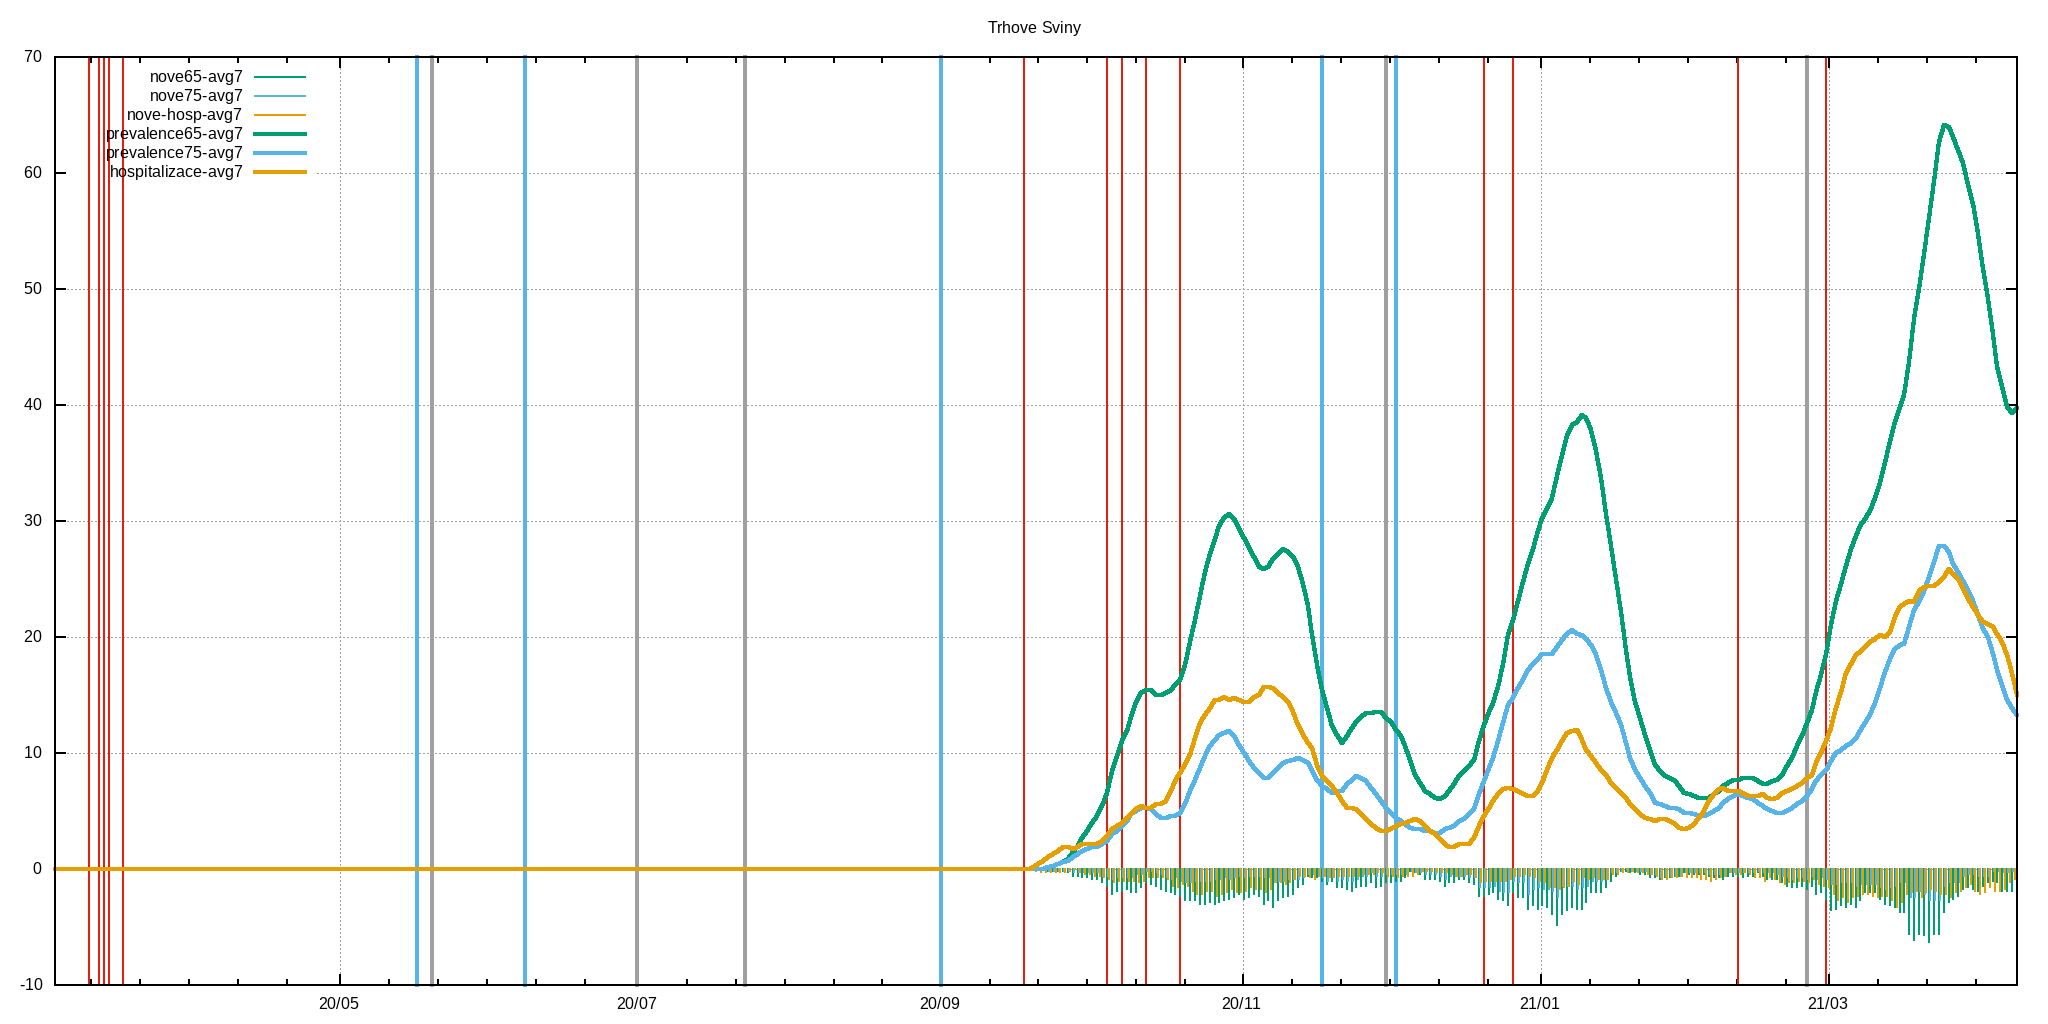 Trhove Sviny
70
60
50
40
30
20
10
0
-10
nove65-avg7
nove75-avg7
nove-hosp-avg7
prevalence65-avg7
prevalence75-avg7
hospitalizace-avg7
20/05
20/07
20/09
20/11
21/01
21/03